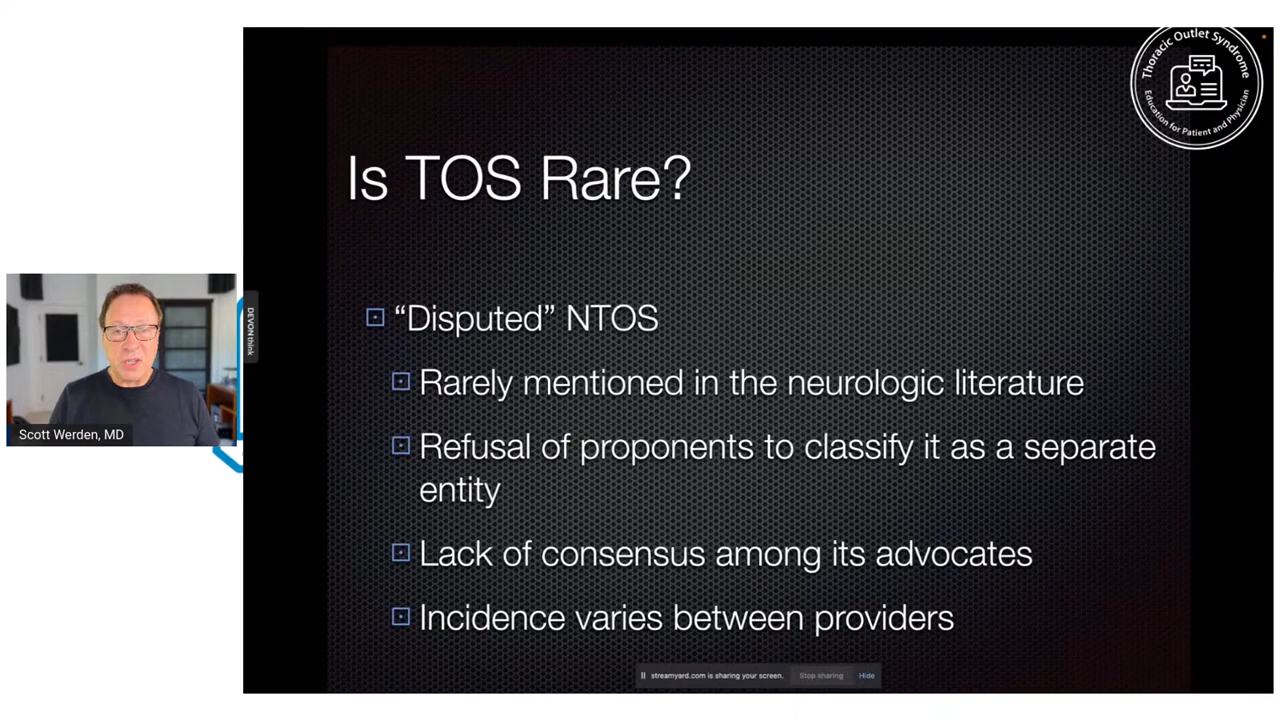 Thoracic Outlet Syndrome
Education for Patient and Physician
Is TOS Rare?
“Disputed” NTOS
Rarely mentioned in the neurologic literature
Refusal of proponents to classify it as a separate
entity
Lack of consensus among its advocates
Incidence varies between providers
DEVONthink
Scott Werden, MD
streamyard.com is sharing your screen.
Stop sharing
Hide